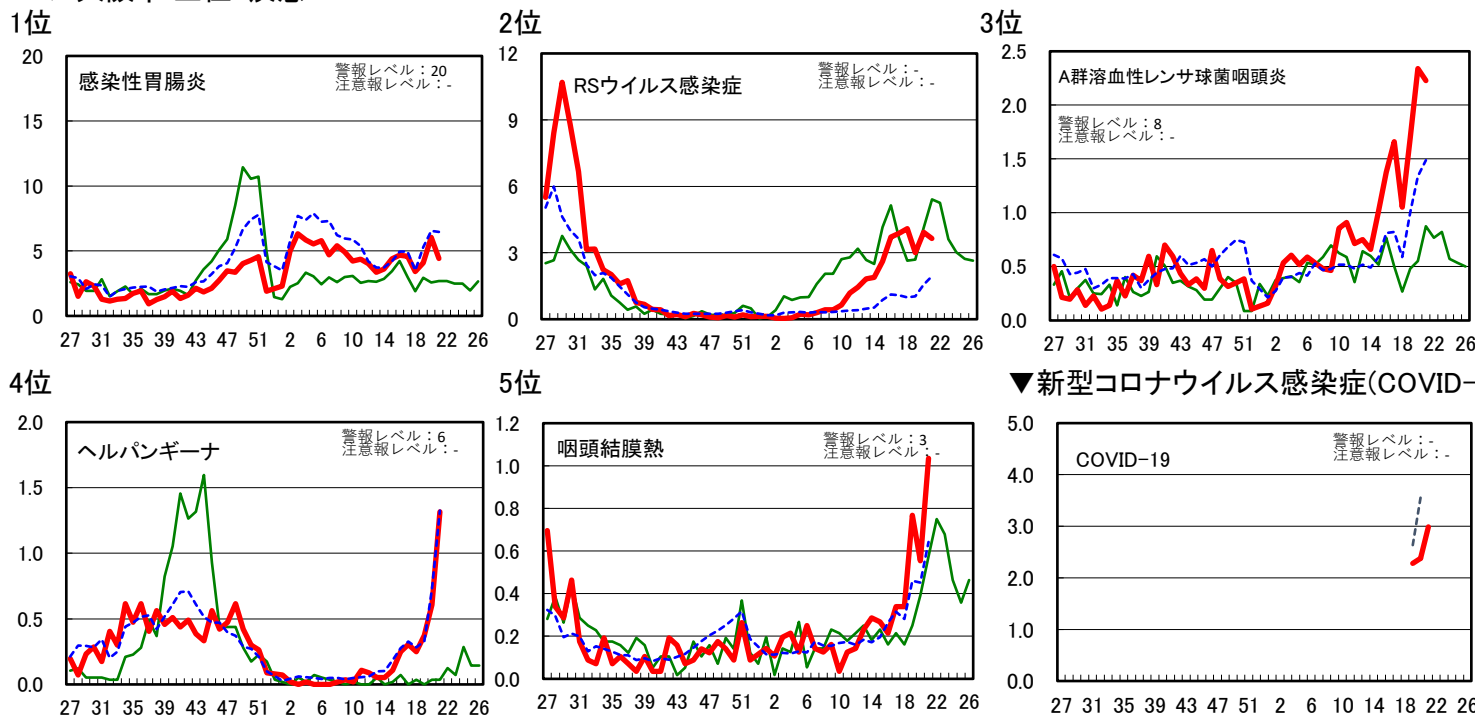 1位
2位
3位
感染性胃腸炎
警報レベル：20
注意報レベル：-
20
15
10
5
0
27 31 35 39 43 47 51 2 6 10 14 18 22 26
RSウイルス感染症
警報レベル：-
注意報レベル：-
12
9
6
3
0
27 31 35 39 43 47 51 2 6 10 14 18 22 26
A群溶血性レンサ球菌咽頭炎
警報レベル：8
注意報レベル：-
2.5
2.0
1.5
1.0
0.5
0.0
27 31 35 39 43 47 51 2 6 10 14 18 22 26
4位
5位
▼新型コロナウイルス感染症(COVID-
ヘルパンギーナ
警報レベル：6
注意報レベル：-
2.0
1.5
1.0
0.5
0.0
27 31 35 39 43 47 51 2 6 10 14 18 22 26
咽頭結膜熱
警報レベル：3
注意報レベル：-
1.2
1.0
0.8
0.6
0.4
0.2
0.0
27 31 35 39 43 47 51 2 6 10 14 18 22 26
COVID-19
警報レベル：-
注意報レベル：-
5.0
4.0
3.0
2.0
1.0
0.0
27 31 35 39 43 47 51 2 6 10 14 18 22 26